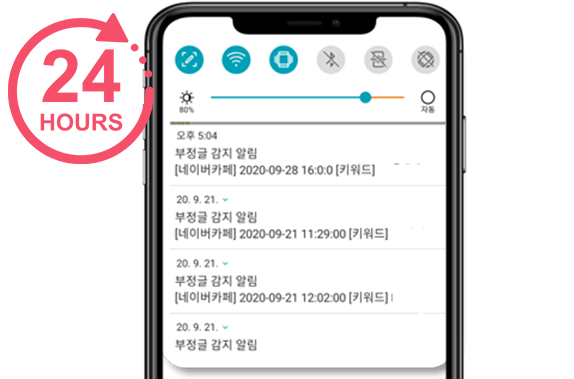 24
HOURS
80%
자동
오후 5:04
부정글 감지 알림
[네이버카페] 2020-09-28 16:0:0 [키워드]
20. 9. 21.
부정글 감지 알림
[네이버카페] 2020-09-21 11:29:00 [키워드]
20. 9. 21.
부정글 감지 알림
[네이버카페] 2020-09-21 12:02:00 [키워드]
20. 9. 21.
부정글 감지 알림